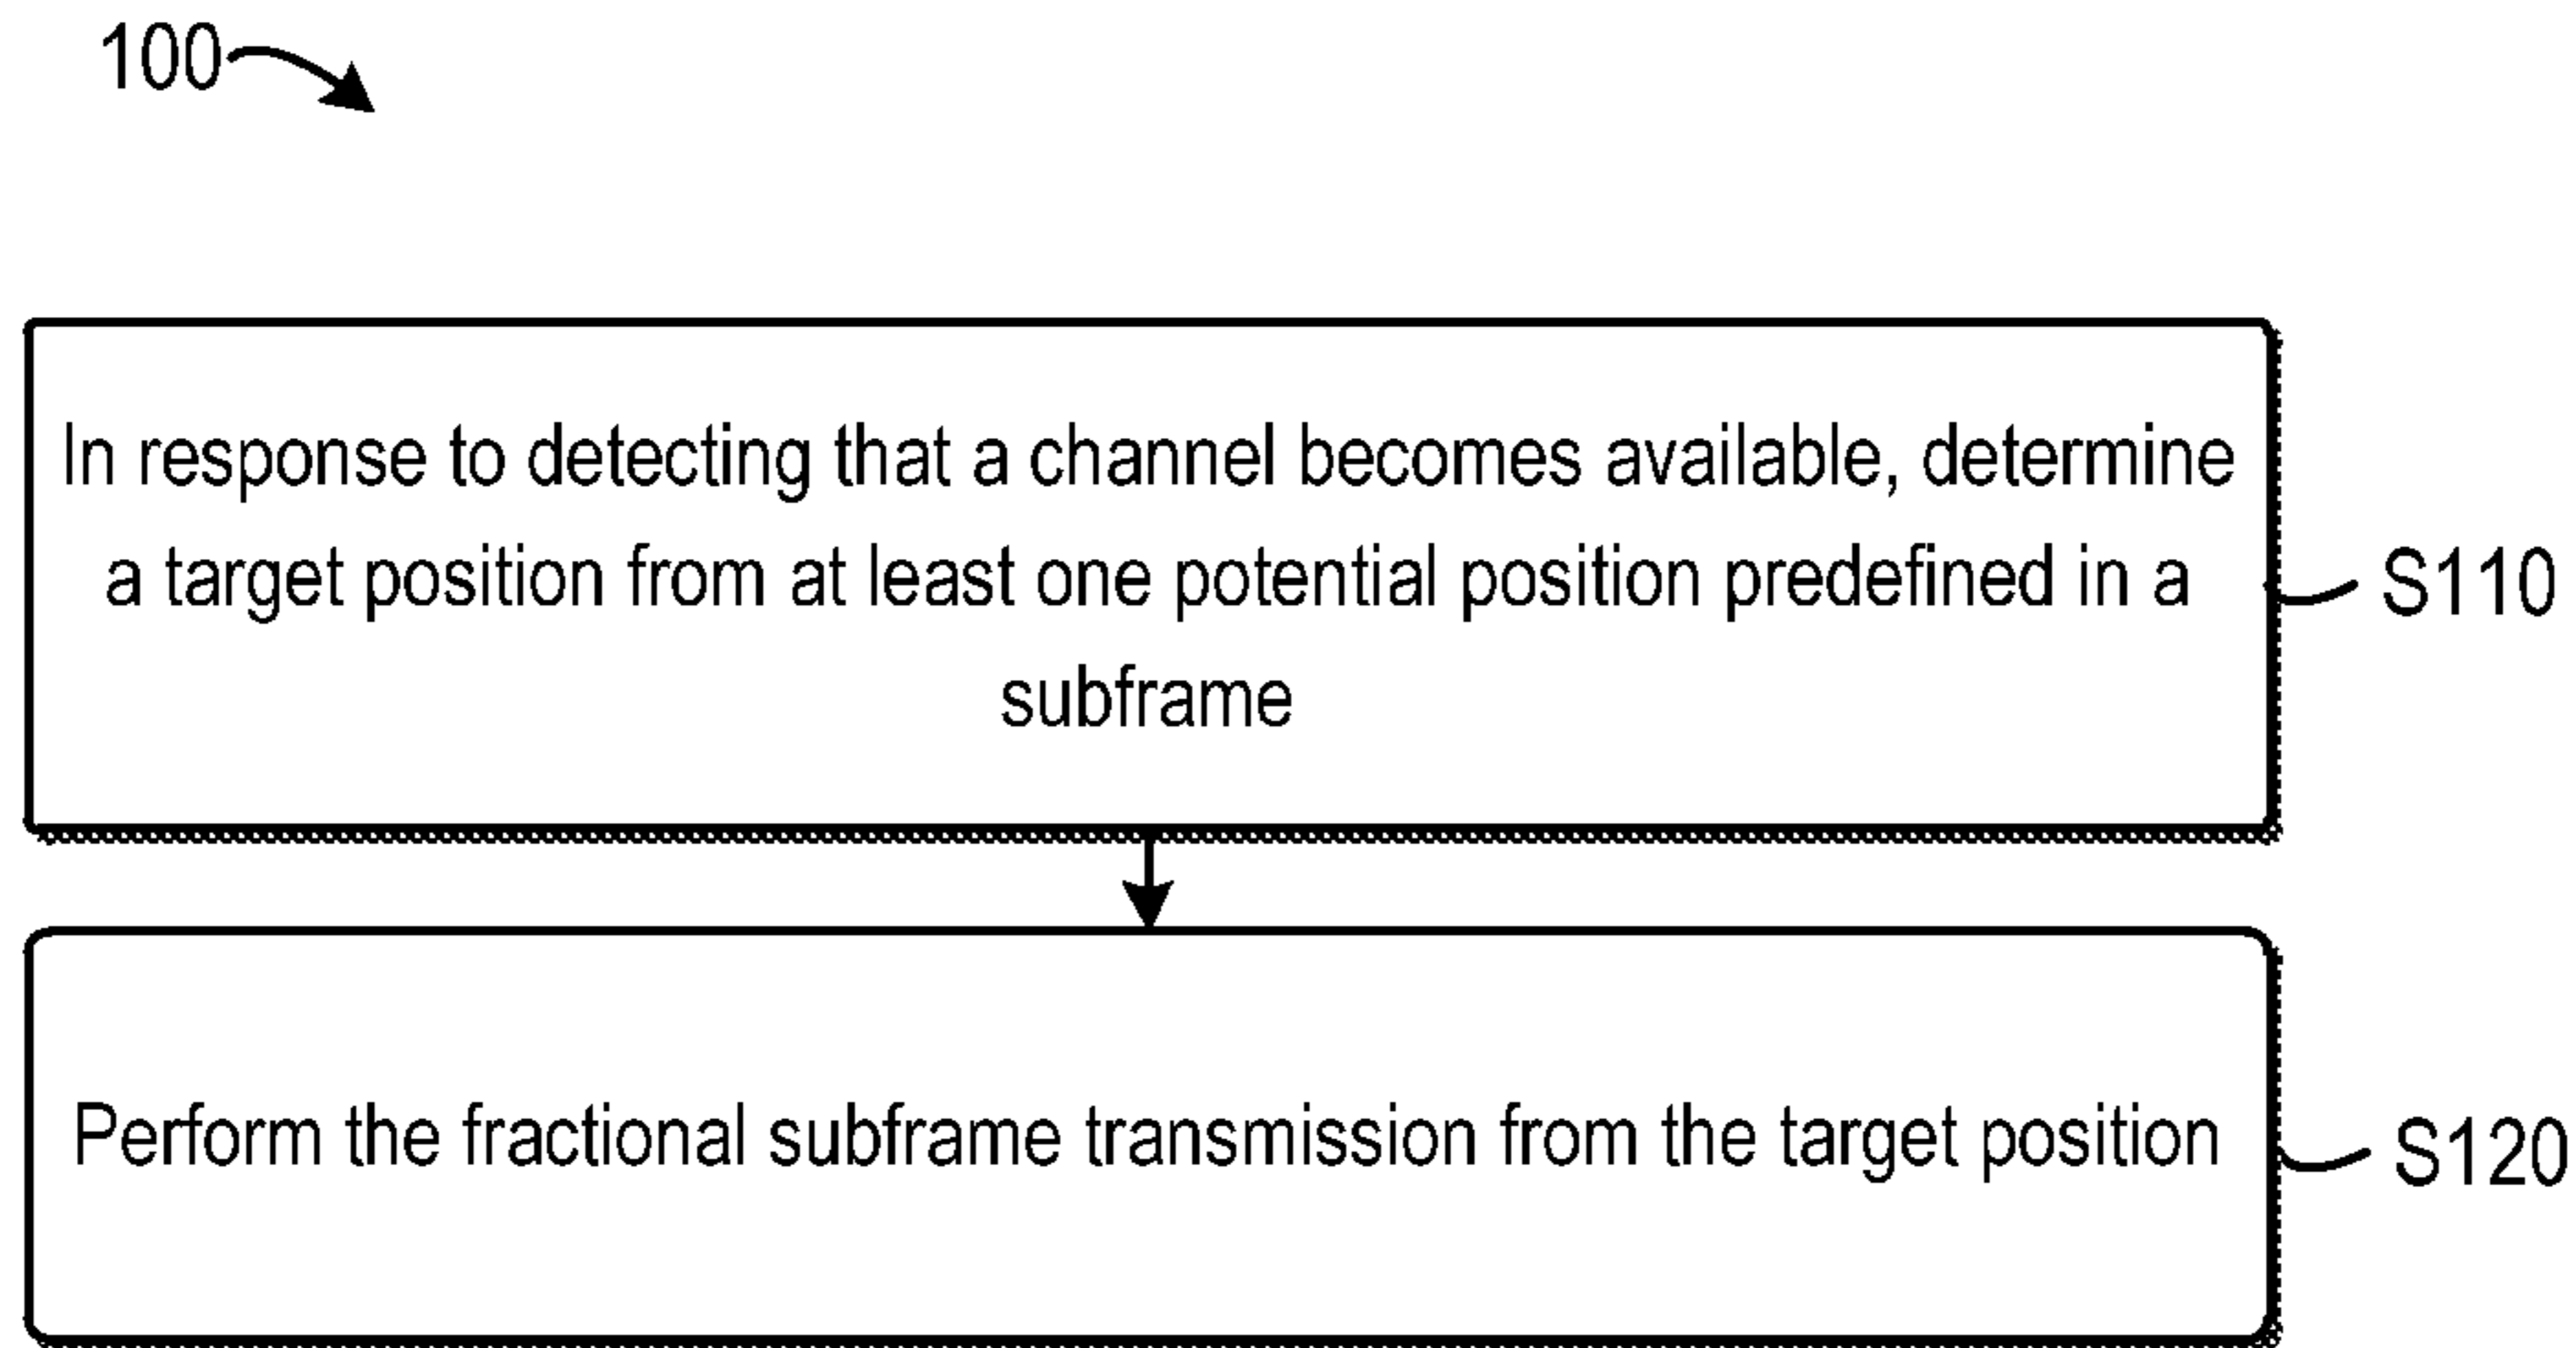 100
In response to detecting that a channel becomes available, determine
a target position from at least one potential position predefined in a
subframe
S110
Perform the fractional subframe transmission from the target position
S120